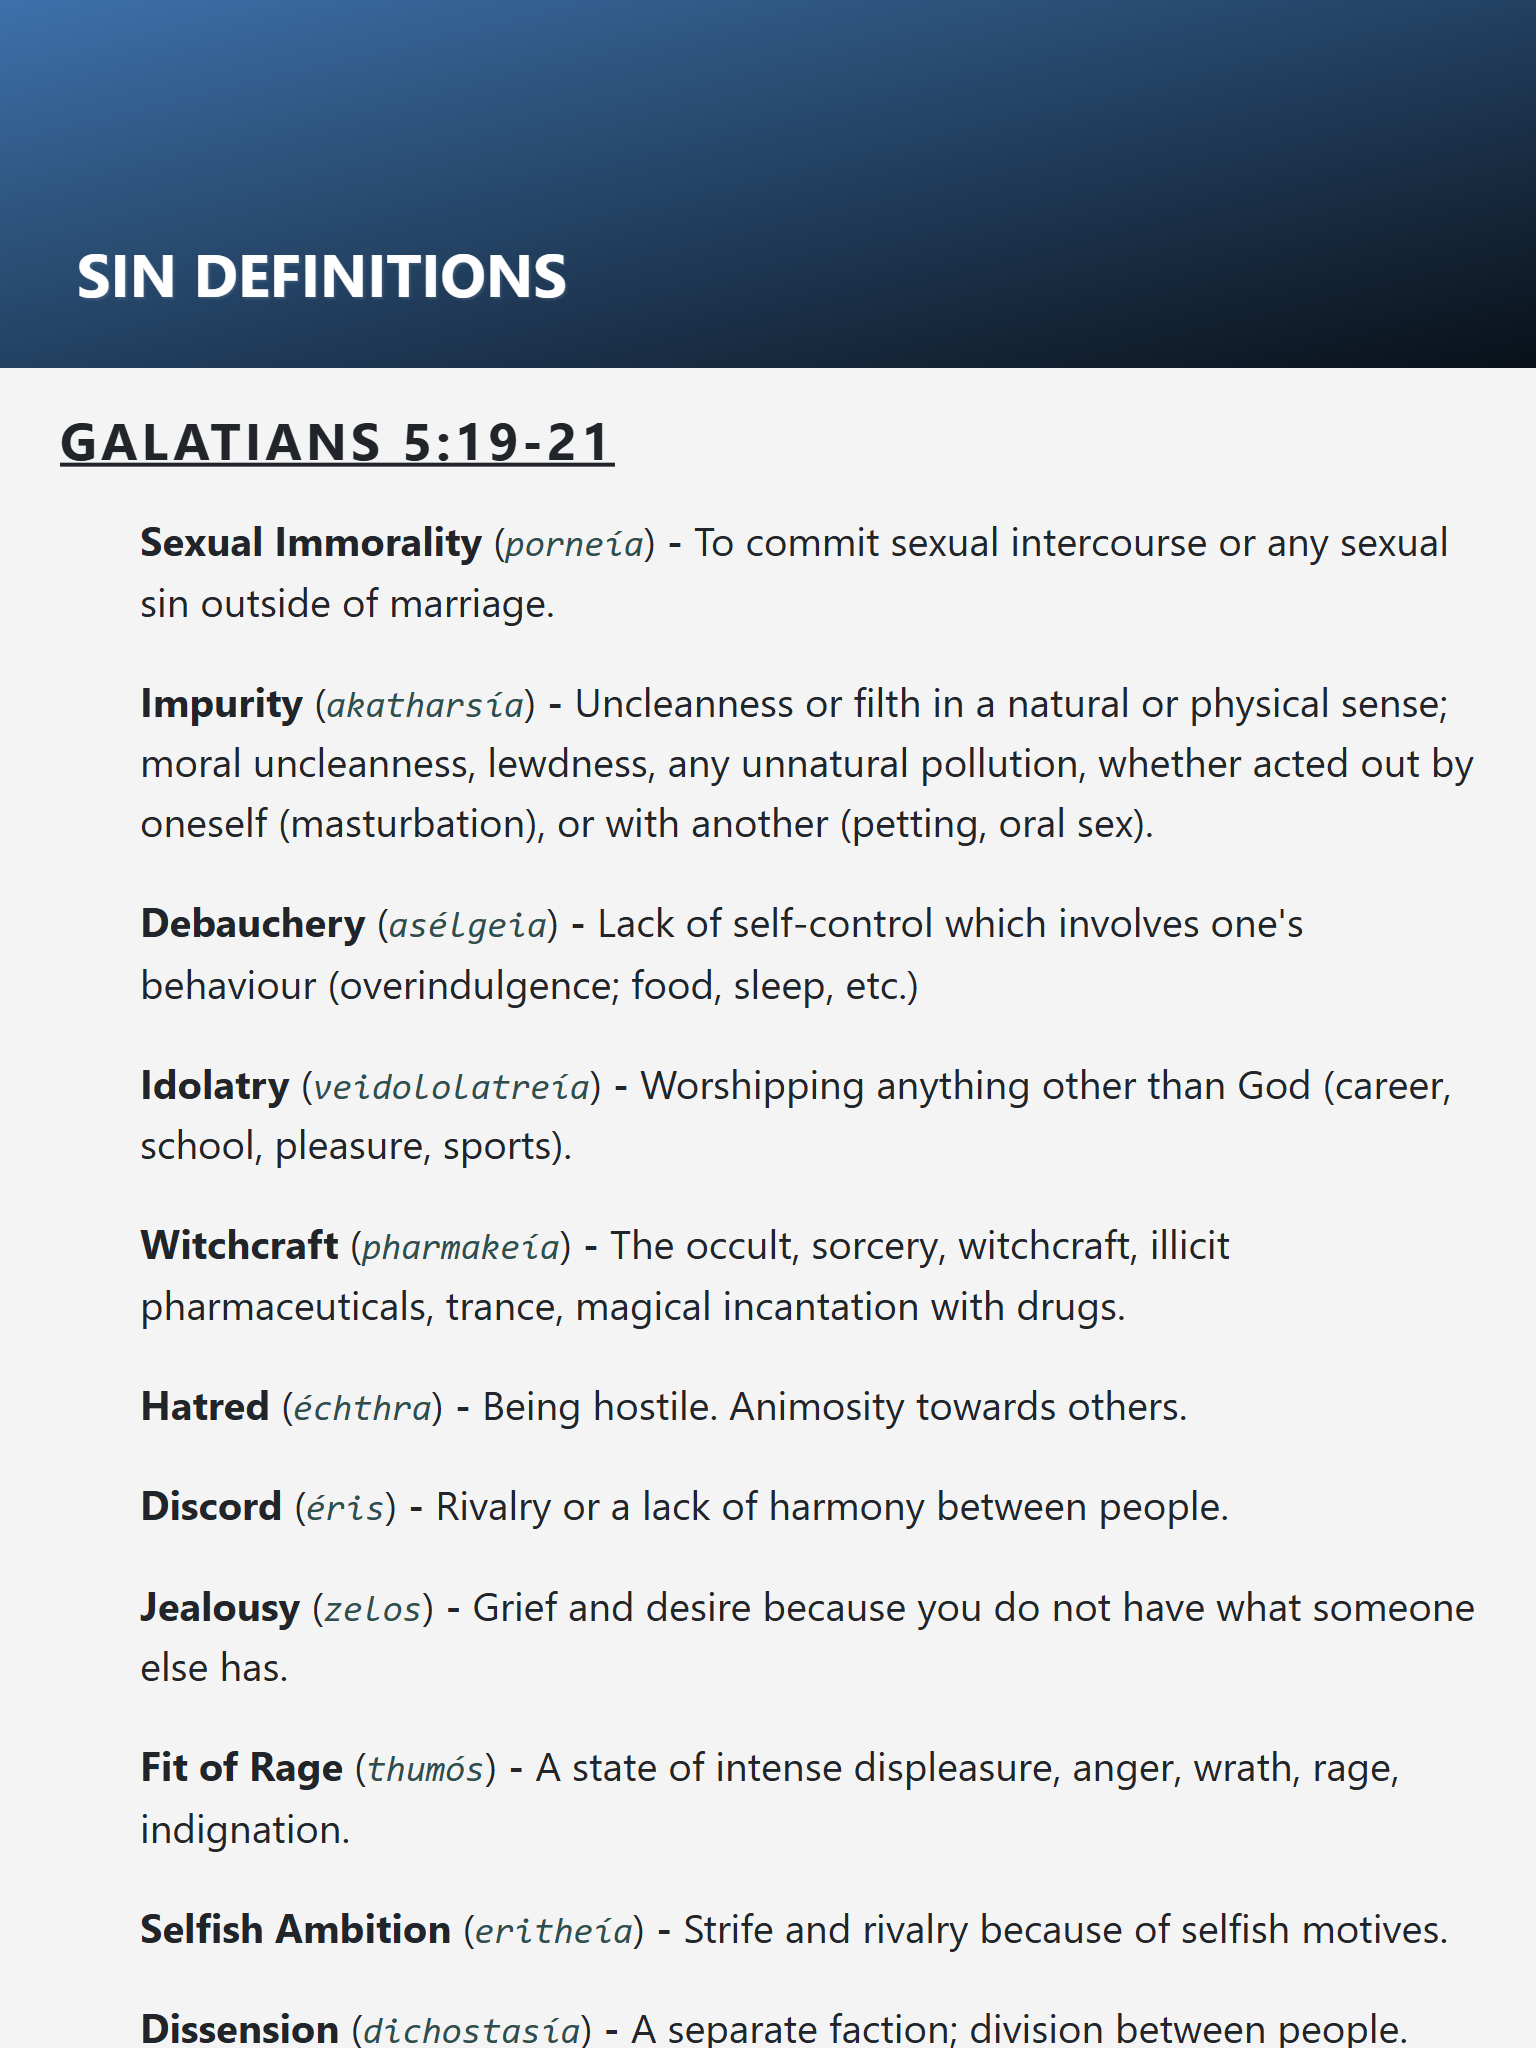 SIN DEFINITIONS
GALATIANS 5:19-21
Sexual Immorality (porneía) - To commit sexual intercourse or any sexual
sin outside of marriage.
Impurity (akatharsía) - Uncleanness or filth in a natural or physical sense;
moral uncleanness, lewdness, any unnatural pollution, whether acted out by
oneself (masturbation), or with another (petting, oral sex).
Debauchery (asélgeia) - Lack of self-control which involves one's
behaviour (overindulgence; food, sleep, etc.)
Idolatry (veidololatreía) - Worshipping anything other than God (career,
school, pleasure, sports).
Witchcraft (pharmakeía) - The occult, sorcery, witchcraft, illicit
pharmaceuticals, trance, magical incantation with drugs.
Hatred (échthra) - Being hostile. Animosity towards others.
Discord (éris) - Rivalry or a lack of harmony between people.
Jealousy (zelos) - Grief and desire because you do not have what someone
else has.
Fit of Rage (thumós) - A state of intense displeasure, anger, wrath, rage,
indignation.
Selfish Ambition (eritheía) - Strife and rivalry because of selfish motives.
Dissension (dichostasía) - A separate faction; division between people.